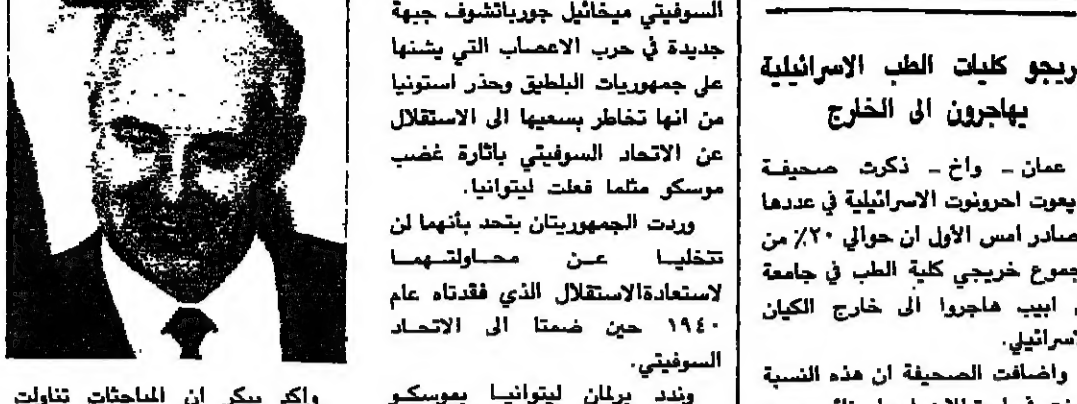 ريجو كليات الطب الاسرائيلية
يهاجرون الى الخارج
عمان - واخ - ذكرت صحيفة
يعوت احرونوت الاسرائيلية في عددها
صادر امس الأول ان حوالي ٢٠٪ من
جموع خريجي كلية الطب في جامعة
ابيب هاجروا الى خارج الكيان
لاسرائيلي.
واضافت الصحيفة ان هذه النسبة
السوفيتي ميخائيل جورباتشوف جبهة
جديدة في حرب الاعصاب التي يشنها
على جمهوريات البلطيق وحذر استونيا
من انها تخاطر بسعيها الى الاستقلال
عن الاتحاد السوفيتي باثارة غضب
موسكو مثلما فعلت ليتوانيا.
وردت الجمهوريتان بتحد بأنهما لن
تتخليا عن محاولتهما
لاستعادةالاستقلال الذي فقدتاه عام
١٩٤٠ حين ضمتا الى الاتحاد
السوفيتي.
وندد برلمان ليتوانيا بموسكو
واكد بيكر ان المباحثات تناولت